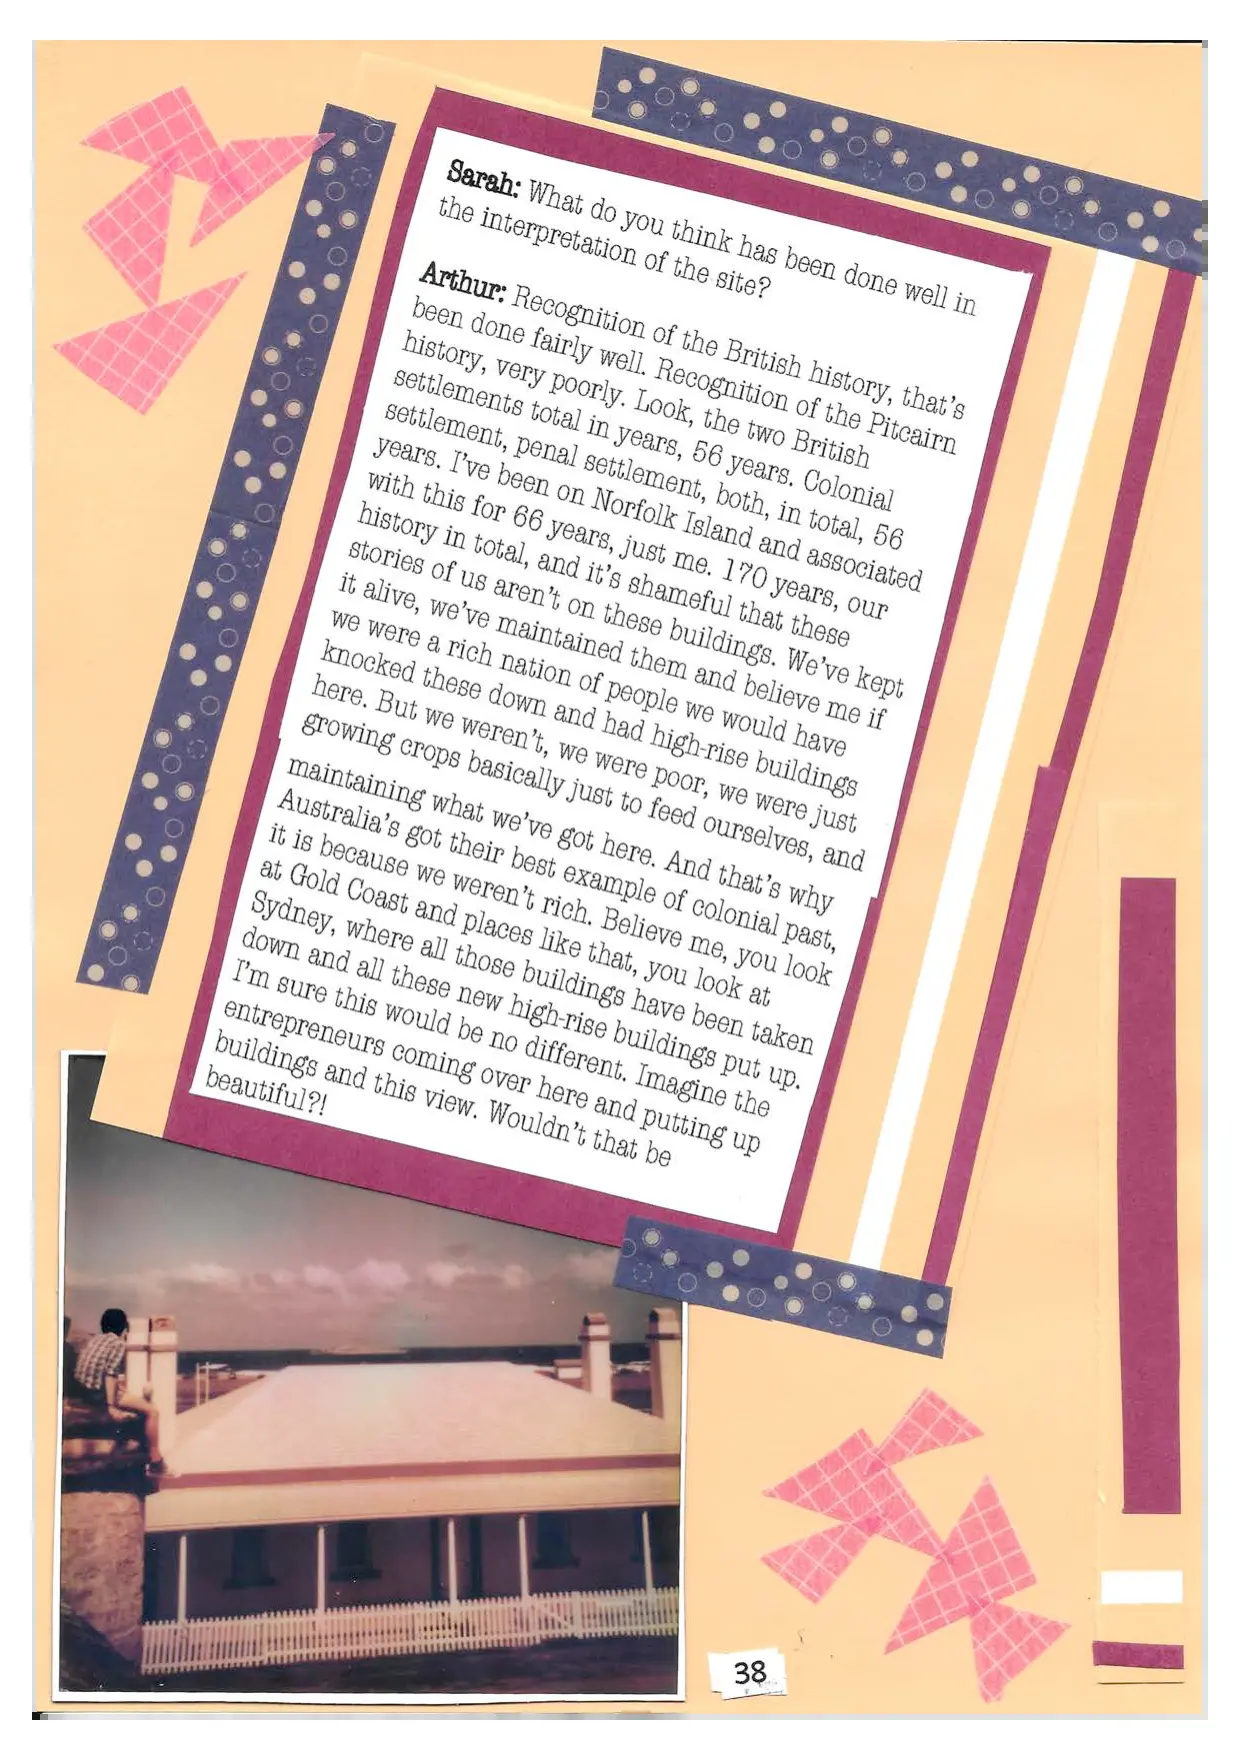 Sarah: What do you think has been done well in
the interpretation of the site?
Arthur: Recognition of the British history, that's
been done fairly well. Recognition of the Pitcairn
history, very poorly. Look, the two British
settlements total in years, 56 years. Colonial
settlement, penal settlement, both, in total, 56
years. I've been on Norfolk Island and associated
with this for 66 years, just me. 170 years, our
history in total, and it's shameful that these
stories of us aren't on these buildings. We've kept
it alive, we've maintained them and believe me if
we were a rich nation of people we would have
knocked these down and had high-rise buildings
here. But we weren't, we were poor, we were just
growing crops basically just to feed ourselves, and
maintaining what we've got here. And that's why
Australia's got their best example of colonial past,
it is because we weren't rich. Believe me, you look
at Gold Coast and places like that, you look at
Sydney, where all those buildings have been taken
down and all these new high-rise buildings put up.
I'm sure this would be no different. Imagine the
entrepreneurs coming over here and putting up
buildings and this view. Wouldn't that be
beautiful?!
38